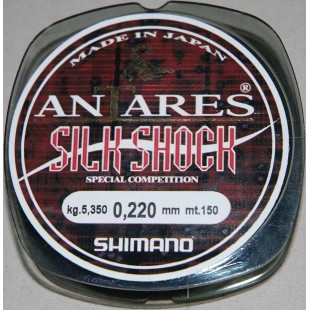 MADE IN JAPAN
ANTARES ®
SILK SHOCK
SPECIAL COMPETITION
kg.5,350 0,220 mm mt.150
SHIMANO